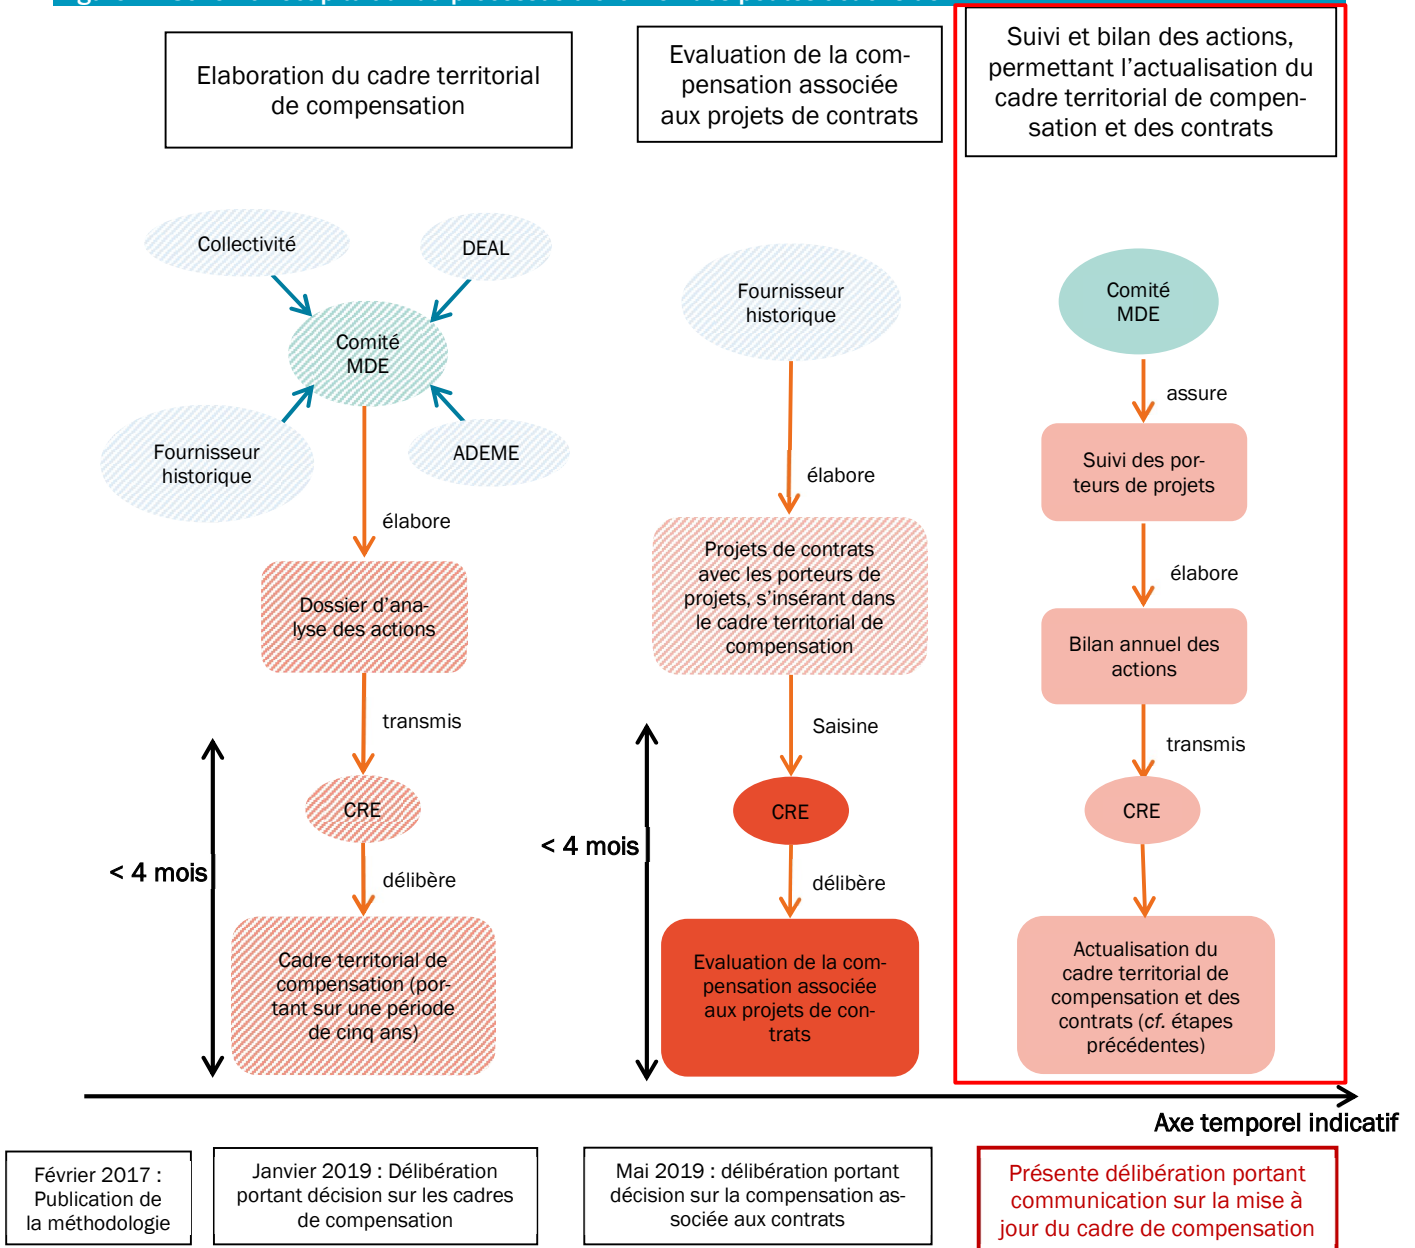 Elaboration du cadre territorial
de compensation
Evaluation de la com-
pensation associée
aux projets de contrats
Suivi et bilan des actions,
permettant l'actualisation du
cadre territorial de compen-
sation et des contrats
Collectivité
DEAL
Comité
MDE
Fournisseur
historique
ADEME
élabore
Dossier d'ana-
lyse des actions
transmis
CRE
< 4 mois
délibère
Cadre territorial de
compensation (por-
tant sur une période
de cinq ans)
Fournisseur
historique
élabore
Projets de contrats
avec les porteurs de
projets, s'insérant dans
le cadre territorial de
compensation
Saisine
CRE
< 4 mois
délibère
Evaluation de la com-
pensation associée
aux projets de con-
trats
Comité
MDE
assure
Suivi des por-
teurs de projets
élabore
Bilan annuel des
actions
transmis
CRE
Actualisation du
cadre territorial de
compensation et des
contrats (cf. étapes
précédentes)
Axe temporel indicatif
Février 2017 :
Publication de
la méthodologie
Janvier 2019 : Délibération
portant décision sur les cadres
de compensation
Mai 2019 : délibération portant
décision sur la compensation as-
sociée aux contrats
Présente délibération portant
communication sur la mise à
jour du cadre de compensation